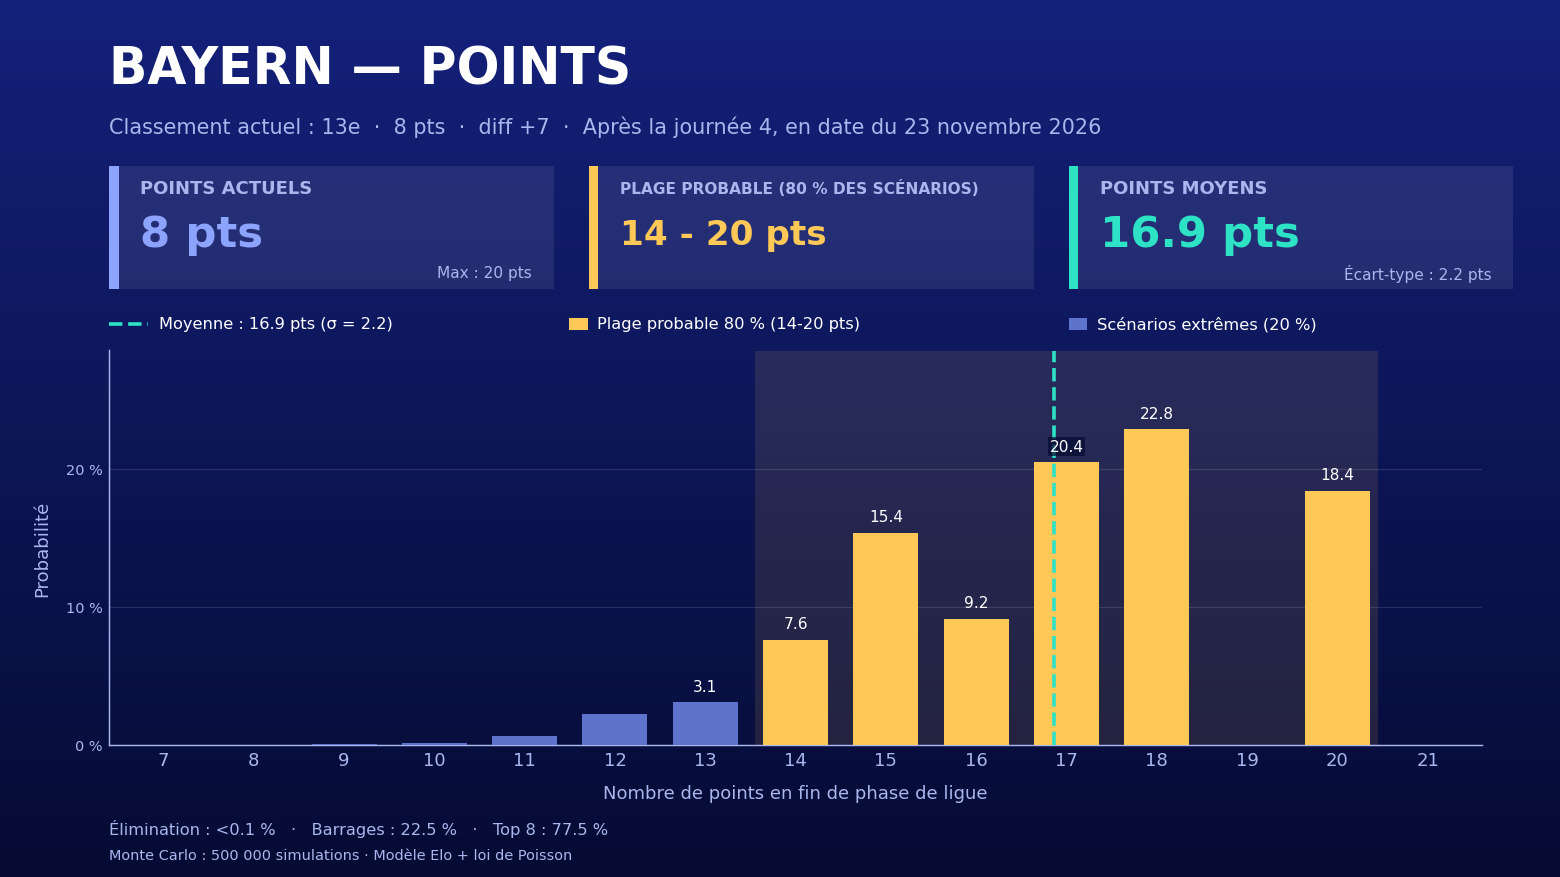 BAYERN — POINTS
Classement actuel : 13e · 8 pts · diff +7 · Après la journée 4, en date du 23 novembre 2026
POINTS ACTUELS
8 pts
Max : 20 pts
PLAGE PROBABLE (80 % DES SCÉNARIOS)
14 - 20 pts
POINTS MOYENS
16.9 pts
Écart-type : 2.2 pts
Moyenne : 16.9 pts (σ = 2.2)
Plage probable 80 % (14-20 pts)
Scénarios extrêmes (20 %)
Probabilité
20 %
10 %
0 %
3.1
7.6
15.4
9.2
20.4
22.8
18.4
7 8 9 10 11 12 13 14 15 16 17 18 19 20 21
Nombre de points en fin de phase de ligue
Élimination : <0.1 % · Barrages : 22.5 % · Top 8 : 77.5 %
Monte Carlo : 500 000 simulations · Modèle Elo + loi de Poisson